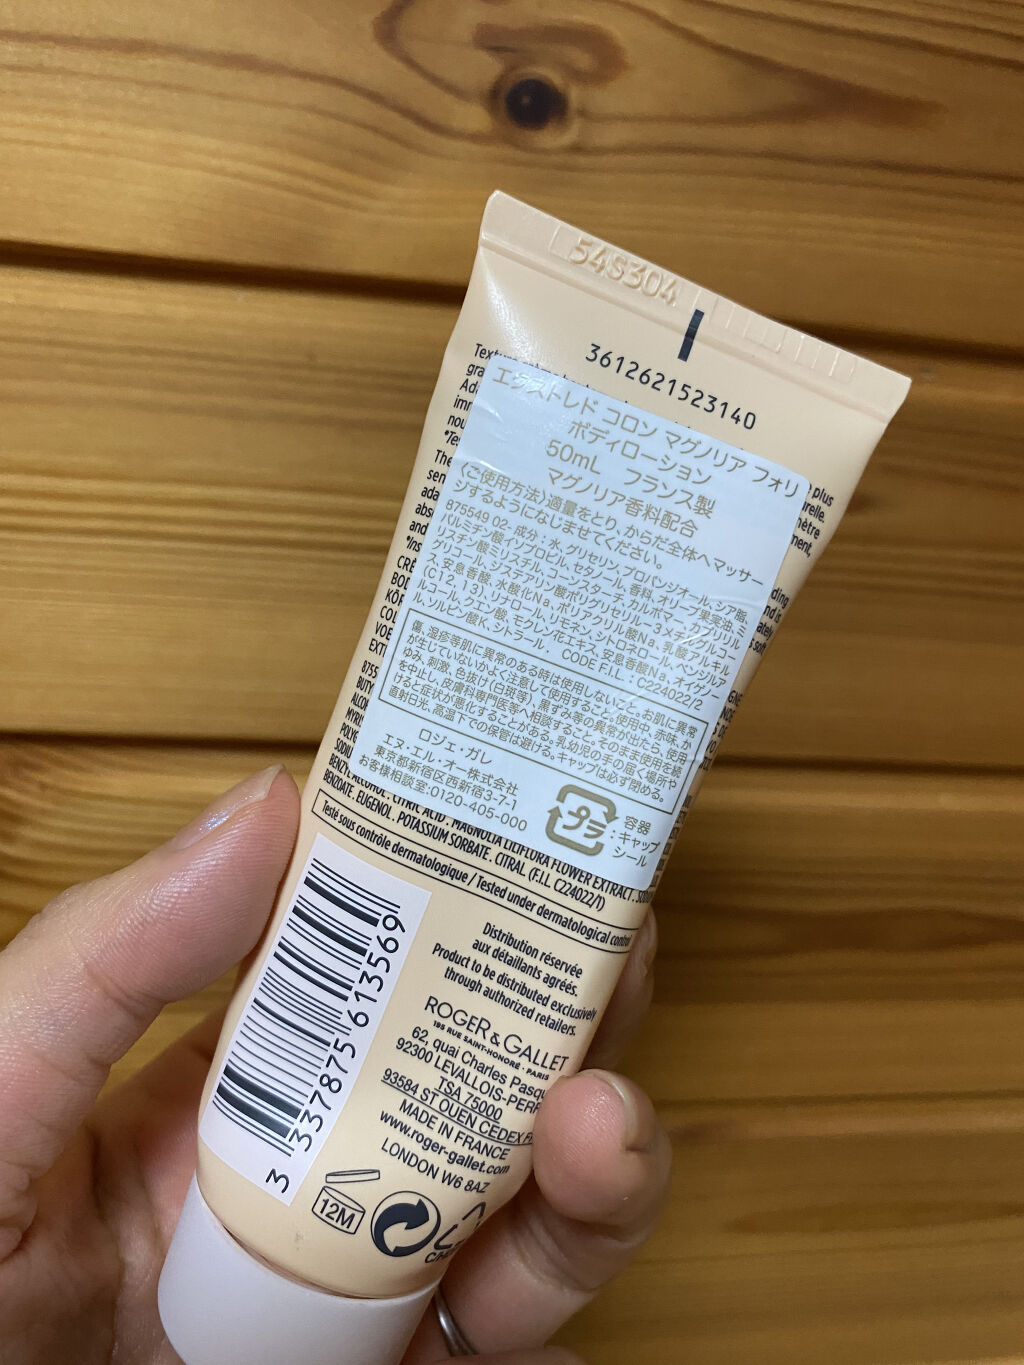 54S304
3612621523140
エクストレド コロン マグノリア フォリ
ボディローション
50mL フランス製
マグノリア香料配合
〈ご使用方法〉適量をとり、からだ全体へマッサー
ジするようになじませてください。
875549 02- 成分：水、グリセリン、プロパンジオール、シア脂、
パルミチン酸イソプロピル、セタノール、香料、オリーブ果実油、ミ
リスチン酸ミリスチル、コーンスターチ、カルボマー、カプリリル
グリコール、ジステアリン酸ポリグリセリル-3メチルグルコー
ス、安息香酸、水酸化Na、ポリアクリル酸Na、乳酸アルキル
(C12,13)、リナロール、リモネン、シトロネロール、ベンジルア
ルコール、クエン酸、モクレン花エキス、安息香酸Na、オイゲノー
ル、ソルビン酸K、シトラール. CODE F.I.L. : C224022/2
傷、湿疹等肌に異常のある時は使用しないこと。お肌に異常
が生じていないかよく注意して使用すること。使用中、赤味、か
ゆみ、刺激、色抜け(白斑等)、黒ずみ等の異常が出たら、使用
を中止し、皮膚科専門医等へ相談すること。そのまま使用を続
けると症状が悪化することがある。乳幼児の手の届く場所や
直射日光、高温下での保管は避ける。キャップは必ず閉める。
ロジェ・ガレ
エヌ・エル・オー株式会社
東京都新宿区西新宿3-7-1
お客様相談室:0120-405-000
プラ
容器
:キャップ
シール
BENZYL ALCOHOL . CITRIC ACID . MAGNOLIA LILIFLORA FLOWER EXTRACT .
BENZOATE . EUGENOL . POTASSIUM SORBATE . CITRAL (F.I.L. C224022/1)
Testé sous contrôle dermatologique / Tested under dermatological control
Distribution réservée
aux détaillants agréés.
Product to be distributed exclusively
through authorized retailers.
ROGER & GALLET
195 RUE SAINT-HONORÉ · PARIS
62, quai Charles
92300
TSA 75000
93584 ST OUEN CEDEX
MADE IN FRANCE
www.roger-gallet.com
LONDON W6 8AZ
3 337875 613569
12M